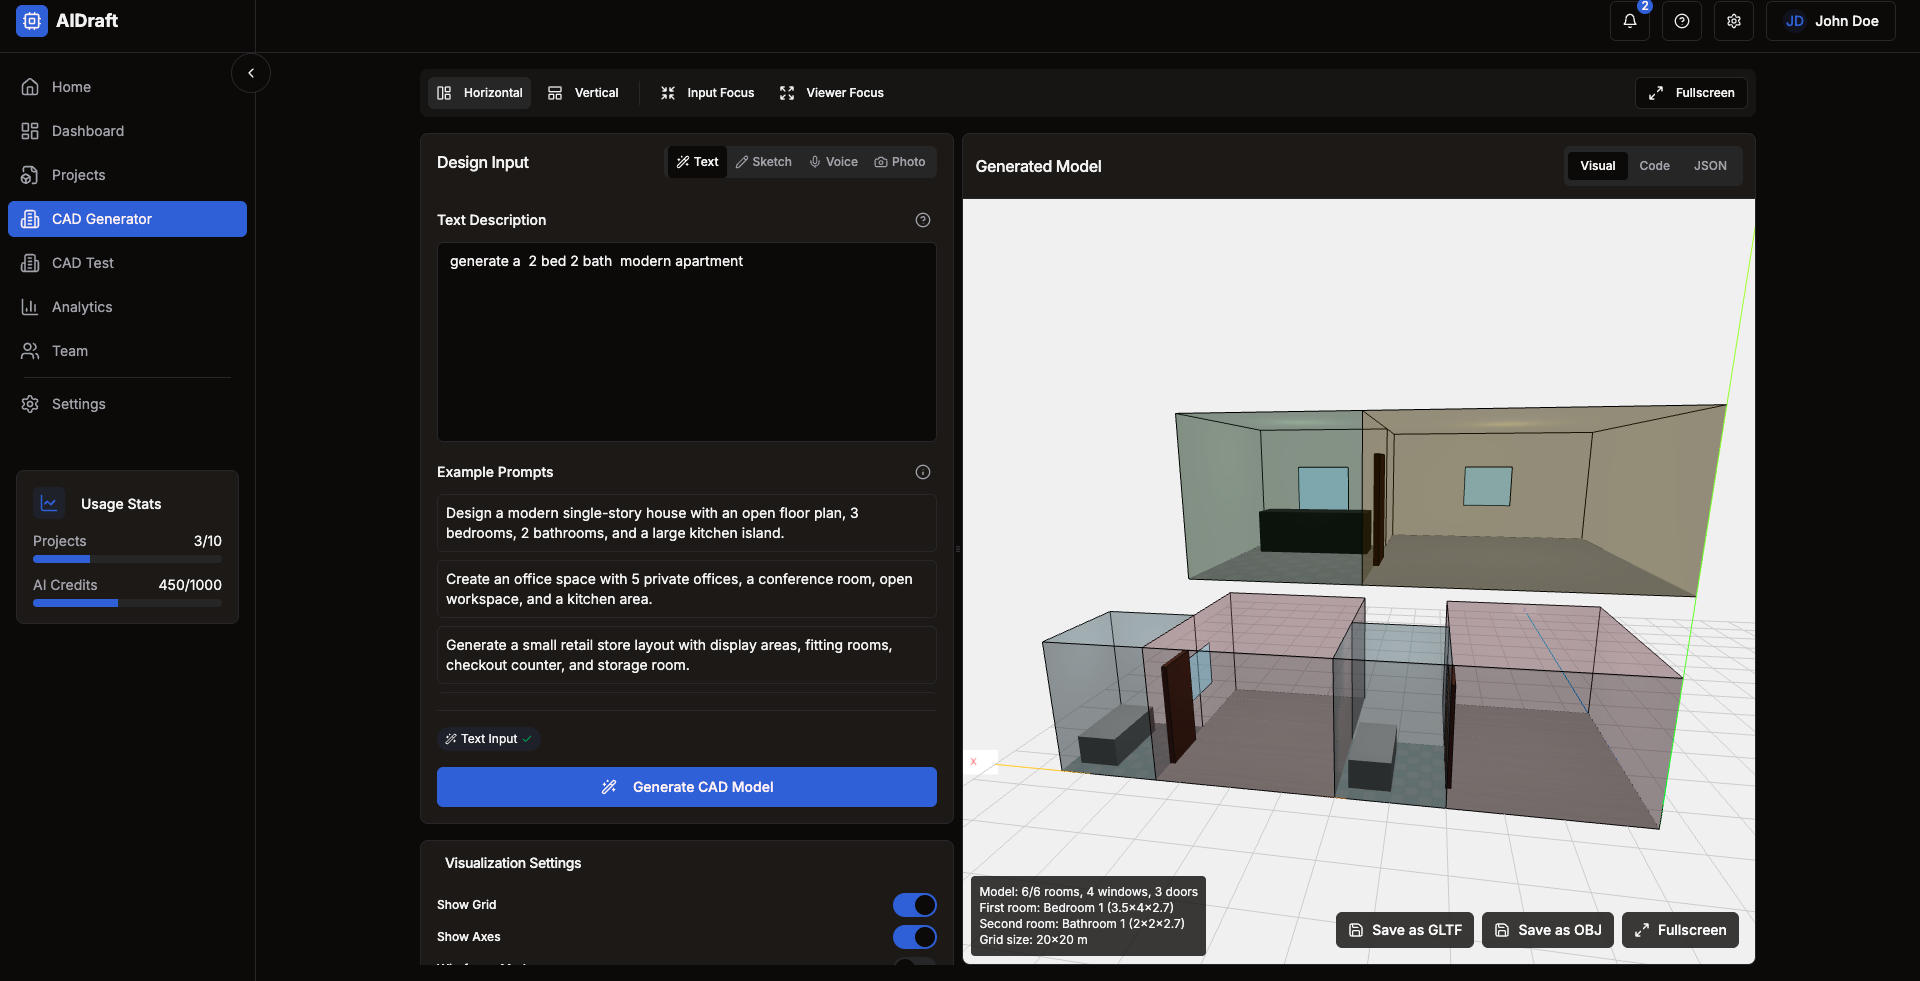 AIDraft
2
JD John Doe
Home
Dashboard
Projects
CAD Generator
CAD Test
Analytics
Team
Settings
Usage Stats
Projects 3/10
AI Credits 450/1000
Horizontal Vertical Input Focus Viewer Focus Fullscreen
Design Input
Text Sketch Voice Photo
Text Description
generate a  2 bed 2 bath  modern apartment
Example Prompts
Design a modern single-story house with an open floor plan, 3
bedrooms, 2 bathrooms, and a large kitchen island.
Create an office space with 5 private offices, a conference room, open
workspace, and a kitchen area.
Generate a small retail store layout with display areas, fitting rooms,
checkout counter, and storage room.
Text Input
Generate CAD Model
Visualization Settings
Show Grid
Show Axes
Generated Model
Visual Code JSON
X
Model: 6/6 rooms, 4 windows, 3 doors
First room: Bedroom 1 (3.5×4×2.7)
Second room: Bathroom 1 (2×2×2.7)
Grid size: 20×20 m
Save as GLTF Save as OBJ Fullscreen